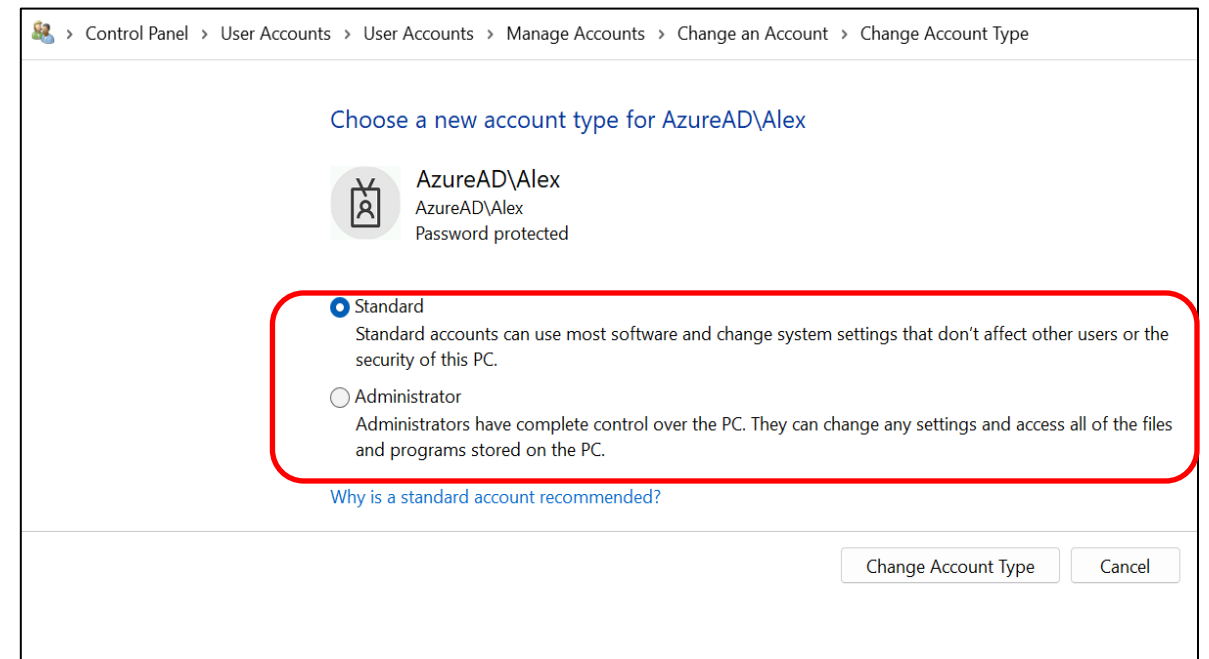 › Control Panel › User Accounts › User Accounts › Manage Accounts › Change an Account › Change Account Type
Choose a new account type for AzureAD\Alex
AzureAD\Alex
AzureAD\Alex
Password protected
Standard
Standard accounts can use most software and change system settings that don't affect other users or the
security of this PC.
Administrator
Administrators have complete control over the PC. They can change any settings and access all of the files
and programs stored on the PC.
Why is a standard account recommended?
Change Account Type Cancel